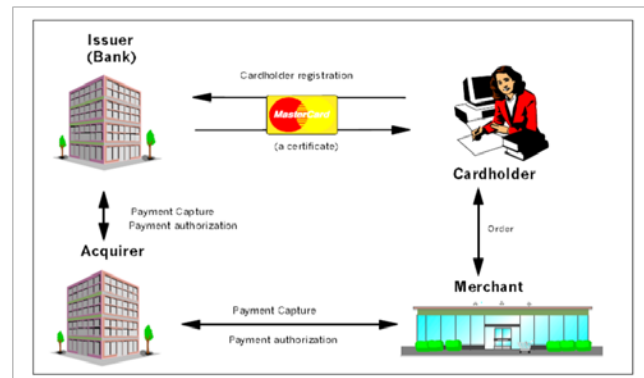 Issuer
(Bank)
Cardholder registration
MasterCard
(a certificate)
Cardholder
Payment Capture
Payment authorization
Order
Acquirer
Merchant
Payment Capture
Payment authorization